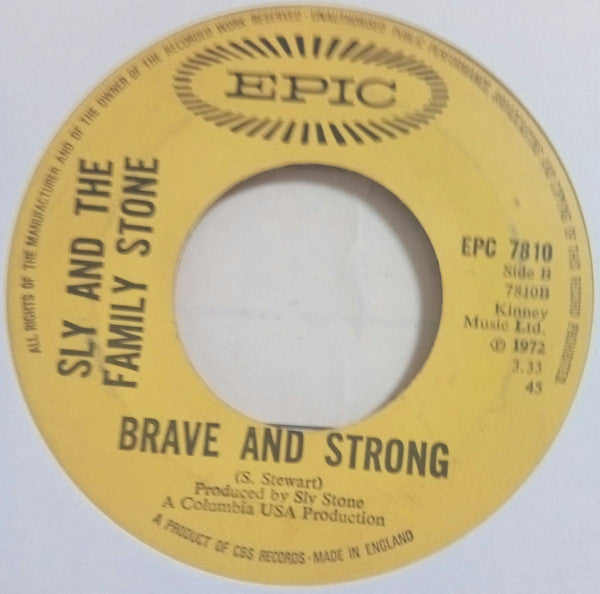 ALL RIGHTS OF THE MANUFACTURER AND OF THE OWNER OF THE RECORDED WORK RESERVED · UNAUTHORISED PUBLIC PERFORMANCE, BROADCASTING AND COPYING OF THIS RECORD PROHIBITED
EPIC
SLY AND THE
FAMILY STONE
EPC 7810
Side B
7810B
Kinney
Music Ltd.
℗ 1972
3.33
45
BRAVE AND STRONG
(S. Stewart)
Produced by Sly Stone
A Columbia USA Production
A PRODUCT OF CBS RECORDS · MADE IN ENGLAND